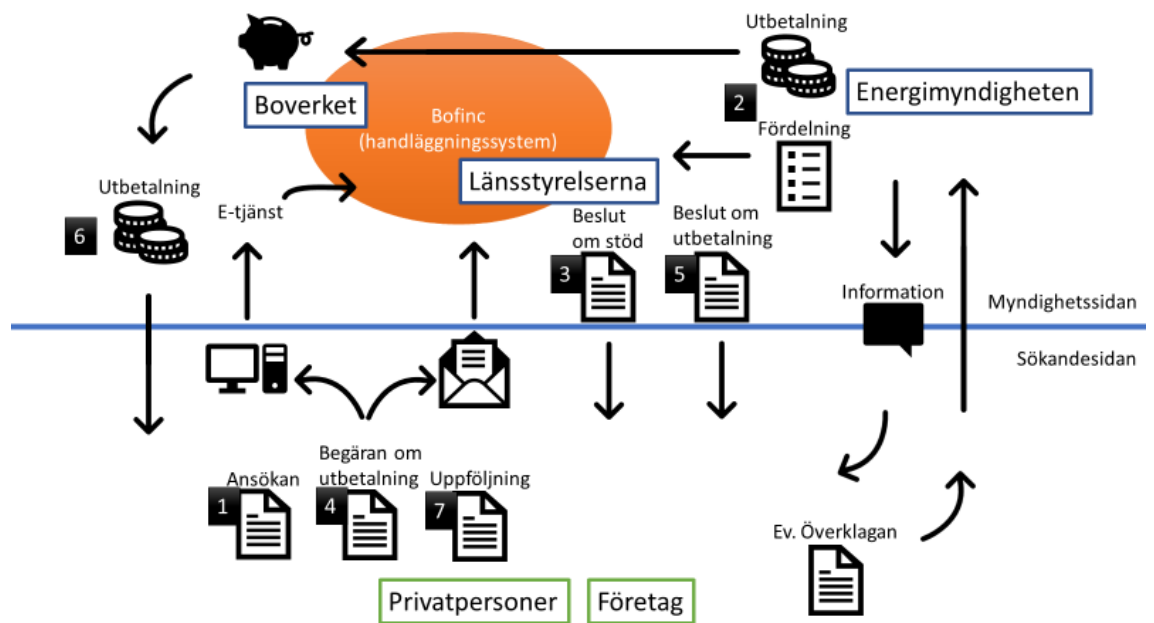 Utbetalning
2
Energimyndigheten
Boverket
Bofinc
(handläggningssystem)
Fördelning
Länsstyrelserna
Utbetalning
6
E-tjänst
Beslut
om stöd
3
Beslut om
utbetalning
5
Information
Myndighetssidan
Sökandesidan
Ansökan
1
Begäran om
utbetalning
4
Uppföljning
7
Ev. Överklagan
Privatpersoner
Företag